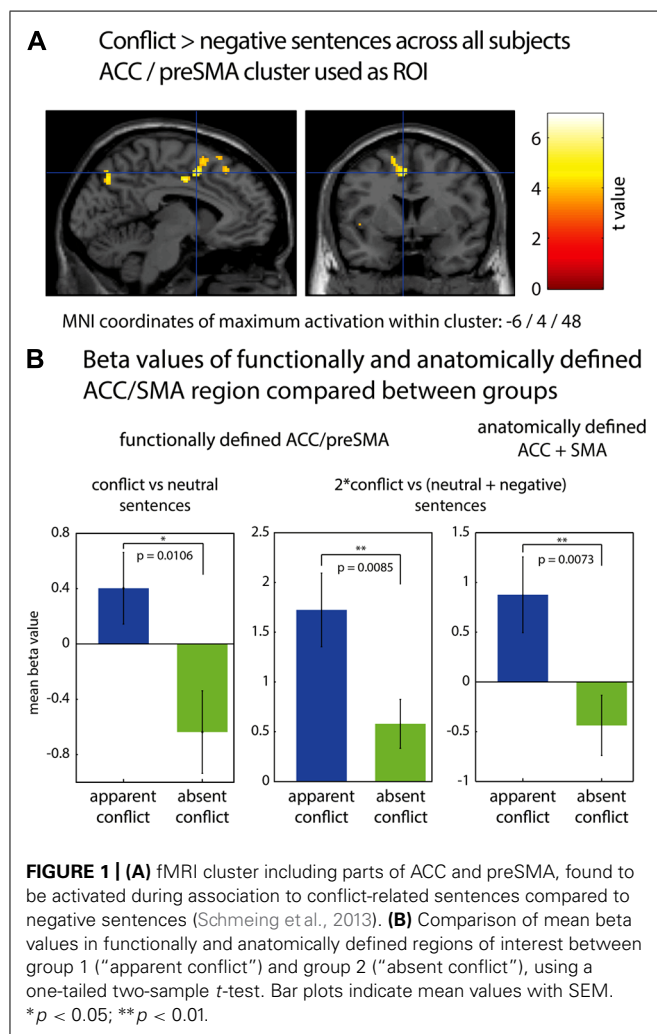 A Conflict > negative sentences across all subjects
ACC / preSMA cluster used as ROI
6
4
2
0
t value
MNI coordinates of maximum activation within cluster: -6 / 4 / 48
B Beta values of functionally and anatomically defined
ACC/SMA region compared between groups
functionally defined ACC/preSMA
anatomically defined
ACC + SMA
conflict vs neutral
sentences
2*conflict vs (neutral + negative)
sentences
mean beta value
0.8
0.4
0
-0.4
-0.8
*
p = 0.0106
apparent
conflict
absent
conflict
2.5
2
1.5
1
0.5
0
**
p = 0.0085
apparent
conflict
absent
conflict
1.5
1
0.5
0
-0.5
-1
**
p = 0.0073
apparent
conflict
absent
conflict
FIGURE 1 | (A) fMRI cluster including parts of ACC and preSMA, found to
be activated during association to conflict-related sentences compared to
negative sentences (Schmeing et al., 2013). (B) Comparison of mean beta
values in functionally and anatomically defined regions of interest between
group 1 (“apparent conflict”) and group 2 (“absent conflict”), using a
one-tailed two-sample t-test. Bar plots indicate mean values with SEM.
*p < 0.05; **p < 0.01.